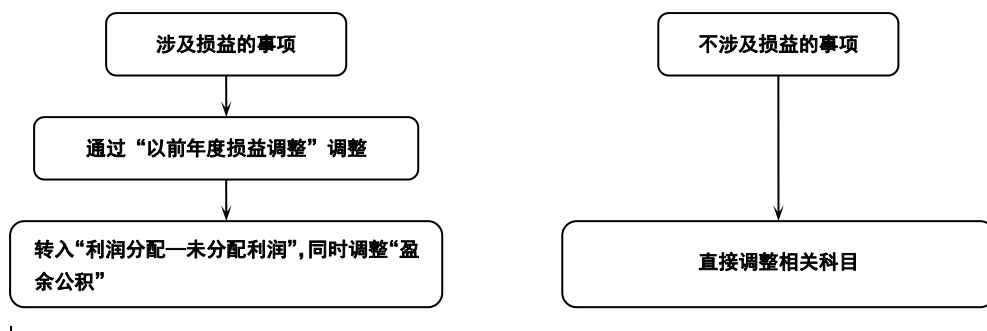 涉及损益的事项
不涉及损益的事项
通过“以前年度损益调整”调整
转入“利润分配—未分配利润”,同时调整“盈
余公积”
直接调整相关科目